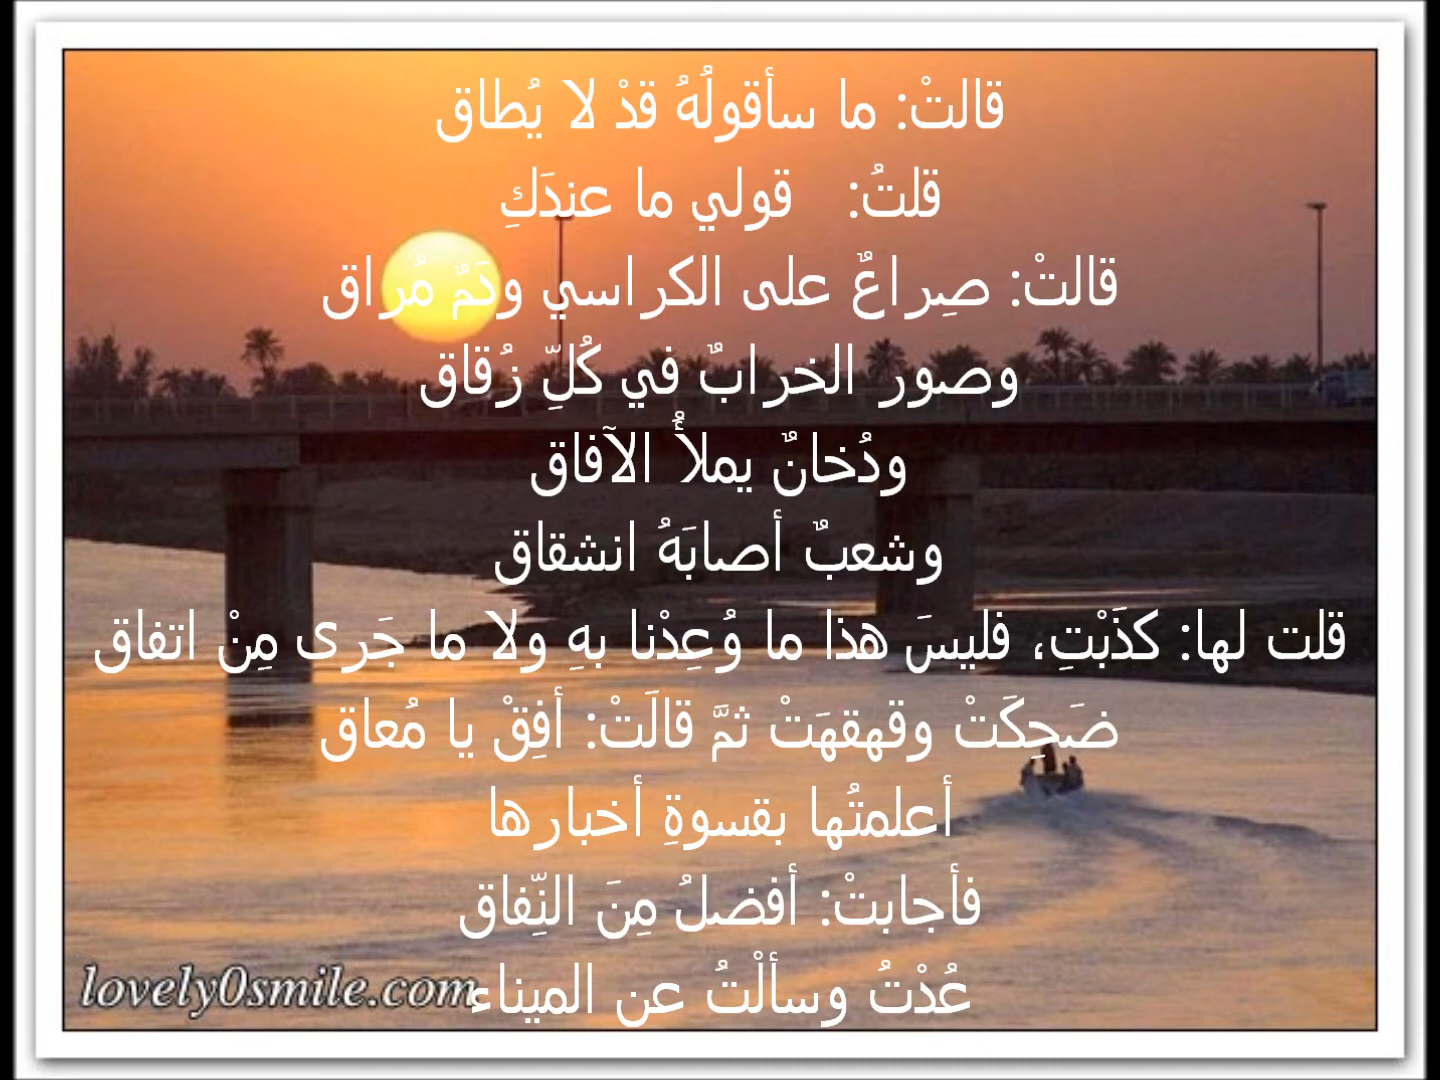 قالتْ: ما سأقولُهُ قدْ لا يُطاق
قلتُ: قولي ما عندَكِ
قالتْ: صِراعٌ على الكراسي ودَمٌ مُراق
وصور الخرابٌ في كُلِّ زُقاق
ودُخانٌ يملأُ الآفاق
وشعبٌ أصابَهُ انشقاق
قلت لها: كذَبْتِ، فليسَ هذا ما وُعِدْنا بهِ ولا ما جَرِى مِنْ اتفاق
ضَحِكَتْ وقهقهَتْ ثمَّ قالَتْ: أفِقْ يا مُعاق
أعلمتُها بقسوةِ أخبارها
فأجابتْ: أفضلُ مِنَ النِّفاق
عُدْتُ وسألْتُ عن الميناء
lovely0smile.com